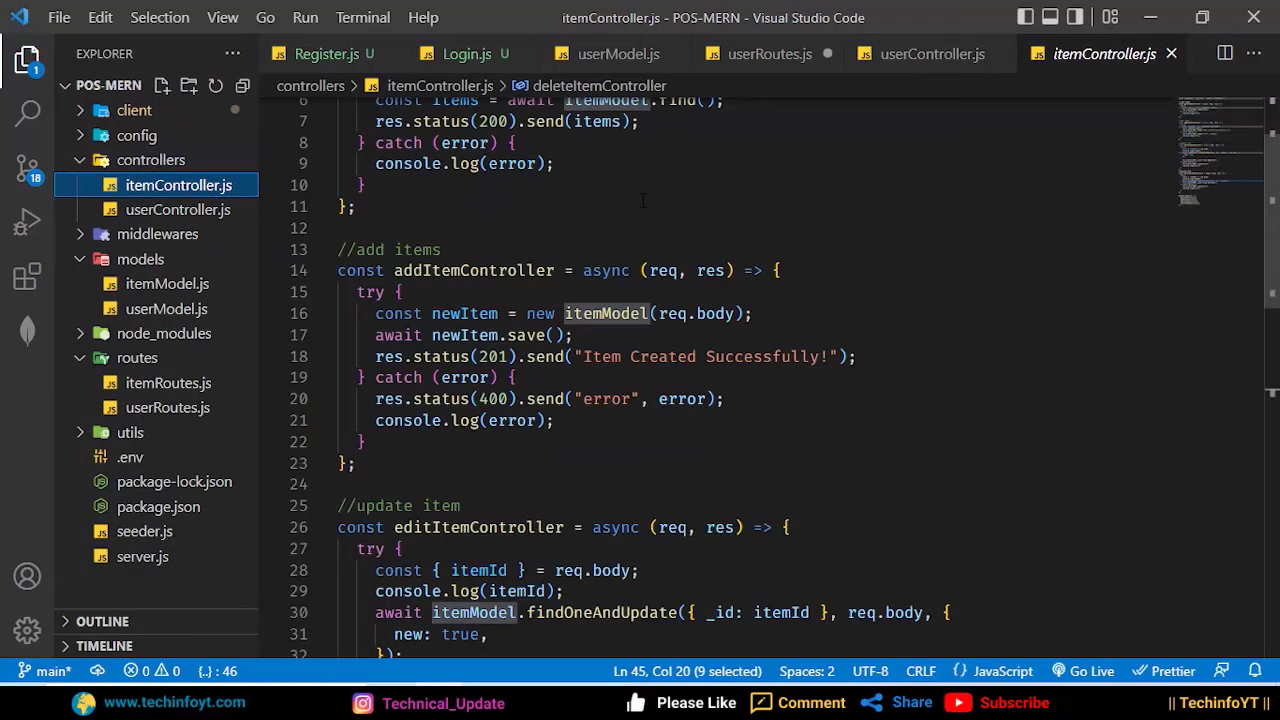 File Edit Selection View Go Run Terminal Help
itemController.js - POS-MERN - Visual Studio Code
EXPLORER
Register.js U
Login.js U
userModel.js
userRoutes.js
userController.js
itemController.js
POS-MERN
controllers > itemController.js > deleteItemController
client
config
controllers
itemController.js
userController.js
middlewares
models
itemModel.js
userModel.js
node_modules
routes
itemRoutes.js
userRoutes.js
utils
.env
package-lock.json
package.json
seeder.js
server.js
OUTLINE
TIMELINE
1
18
6 const items = await itemModel.find();
7 res.status(200).send(items);
8 } catch (error) {
9 console.log(error);
10 }
11 };
12
13 //add items
14 const addItemController = async (req, res) => {
15 try {
16 const newItem = new itemModel(req.body);
17 await newItem.save();
18 res.status(201).send("Item Created Successfully!");
19 } catch (error) {
20 res.status(400).send("error", error);
21 console.log(error);
22 }
23 };
24
25 //update item
26 const editItemController = async (req, res) => {
27 try {
28 const { itemId } = req.body;
29 console.log(itemId);
30 await itemModel.findOneAndUpdate({ _id: itemId }, req.body, {
31 new: true,
32 });
main* 0 0 {..} : 46 Ln 45, Col 20 (9 selected) Spaces: 2 UTF-8 CRLF {} JavaScript Go Live Prettier
www.techinfoyt.com Technical_Update Please Like Comment Share Subscribe || TechinfoYT ||